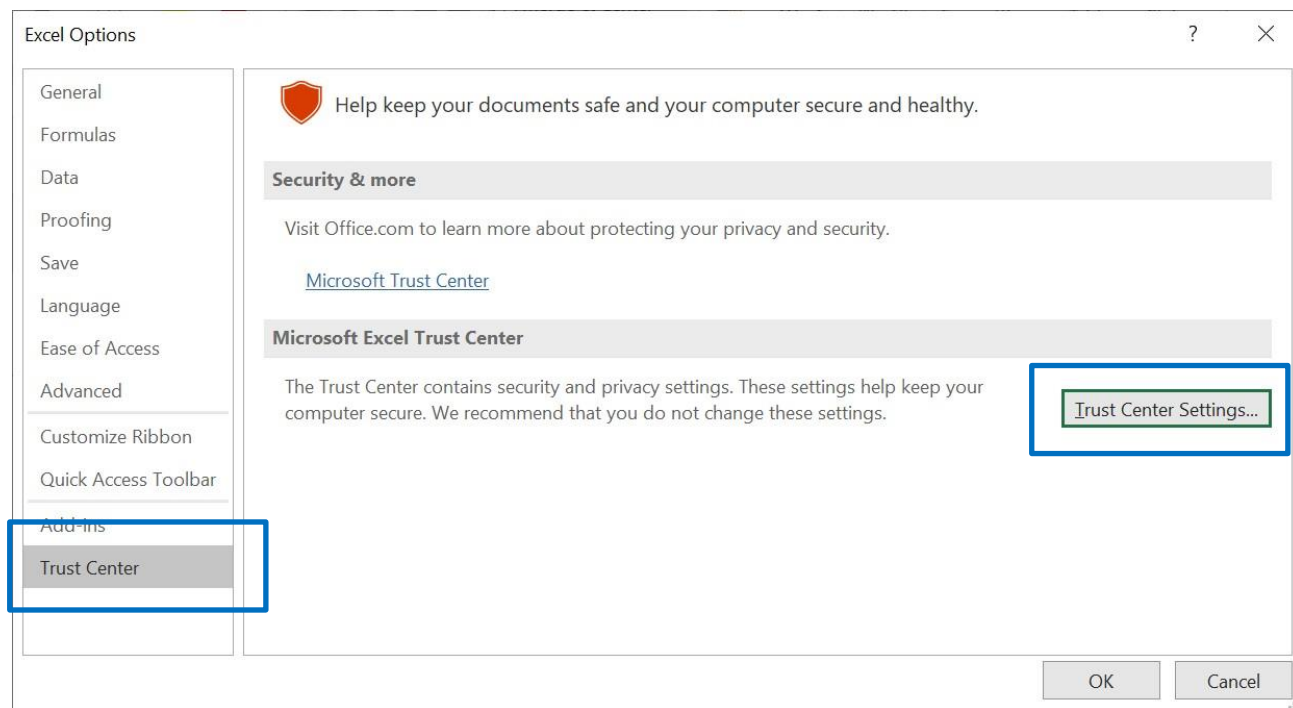 Excel Options
?
General
Formulas
Data
Proofing
Save
Language
Ease of Access
Advanced
Customize Ribbon
Quick Access Toolbar
Add-ins
Trust Center
Help keep your documents safe and your computer secure and healthy.
Security & more
Visit Office.com to learn more about protecting your privacy and security.
Microsoft Trust Center
Microsoft Excel Trust Center
The Trust Center contains security and privacy settings. These settings help keep your
computer secure. We recommend that you do not change these settings.
Trust Center Settings...
OK
Cancel